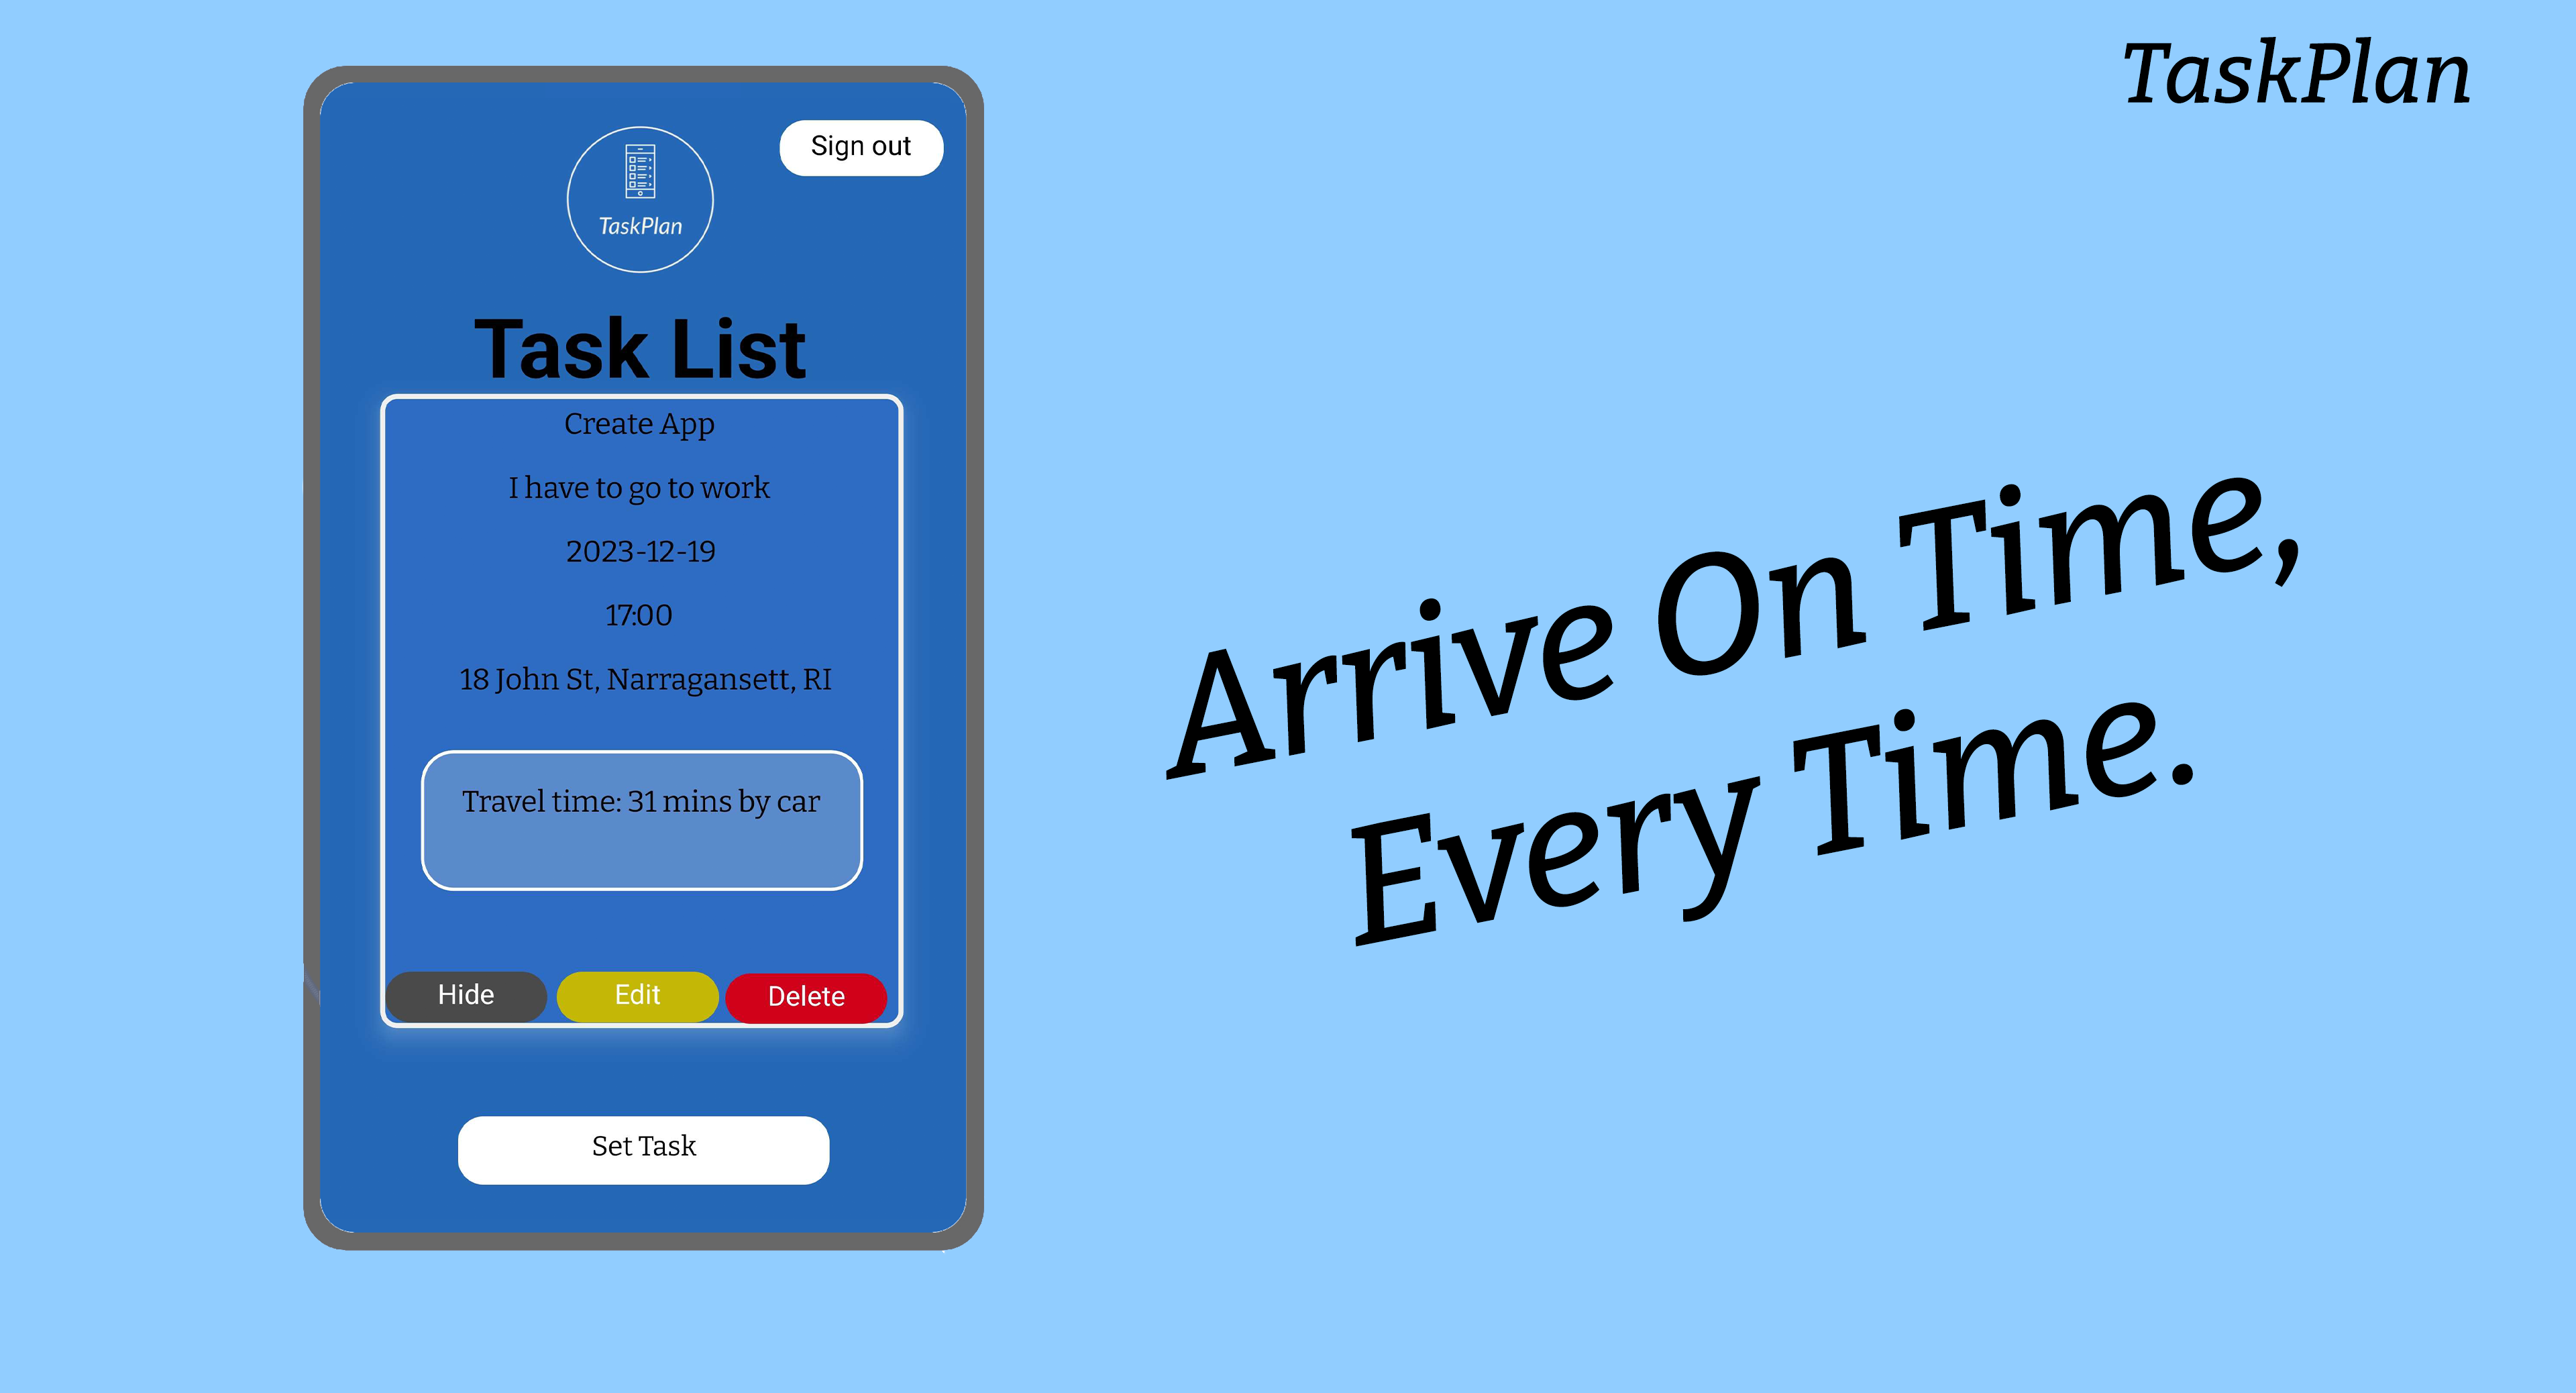 TaskPlan
Sign out
TaskPlan
Task List
Create App
I have to go to work
2023-12-19
17:00
18 John St, Narragansett, RI
Travel time: 31 mins by car
Hide
Edit
Delete
Set Task
Arrive On Time,
Every Time.